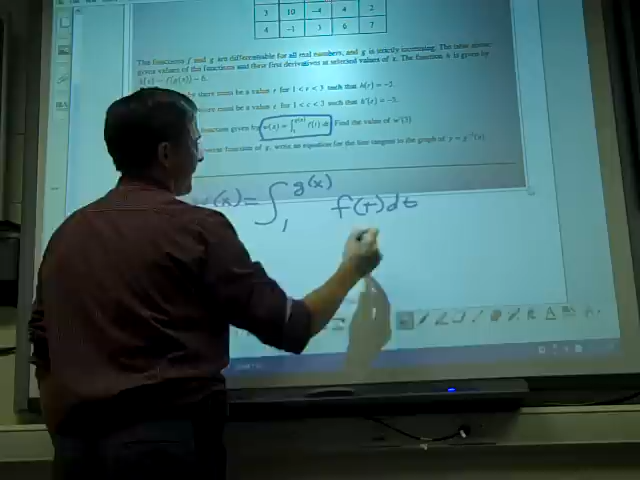 3 10 -4 4 2
4 -1 3 6 7
The functions f and g are differentiable for all real numbers, and g is strictly increasing. The table above
gives values of the functions and their first derivatives at selected values of x. The function h is given by
h(x) = f(g(x)) - 6.
there must be a value r for 1 < r < 3 such that h(r) = -5.
must be a value c for 1 < c < 3 such that h'(c) = -5.
function given by w(x) = ∫₁^{g(x)} f(t) dt. Find the value of w'(3)
inverse function of g, write an equation for the line tangent to the graph of y = g⁻¹(x)
(x) = ∫₁^{g(x)} f(t)dt